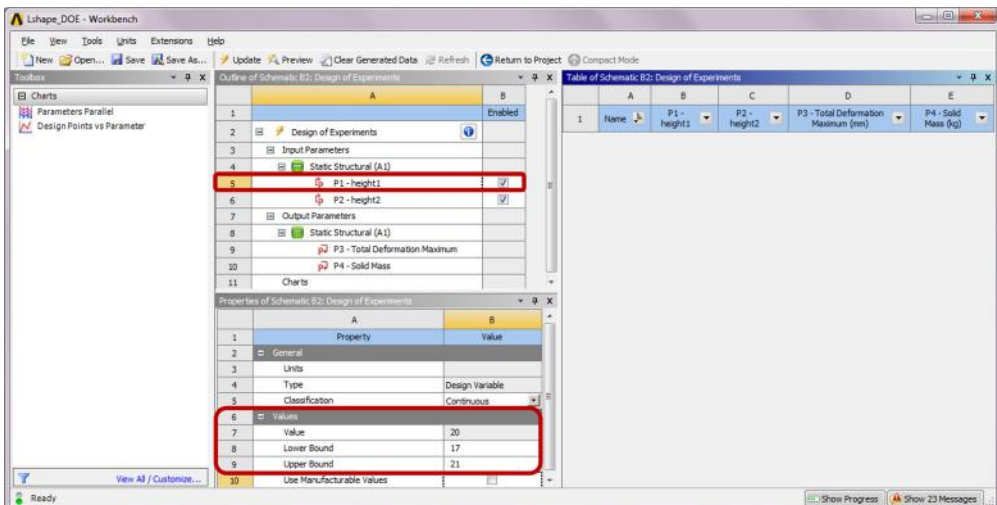 Lshape_DOE - Workbench
File View Tools Units Extensions Help
New Open... Save Save As... Update Preview Clear Generated Data Refresh Return to Project Compact Mode
Toolbox
Charts
Parameters Parallel
Design Points vs Parameter
View All / Customize...
Outline of Schematic B2: Design of Experiments
A B
1 Enabled
2 Design of Experiments
3 Input Parameters
4 Static Structural (A1)
5 P1 - height1
6 P2 - height2
7 Output Parameters
8 Static Structural (A1)
9 P3 - Total Deformation Maximum
10 P4 - Solid Mass
11 Charts
Properties of Schematic B2: Design of Experiments
A B
1 Property Value
2 General
3 Units
4 Type Design Variable
5 Classification Continuous
6 Values
7 Value 20
8 Lower Bound 17
9 Upper Bound 21
10 Use Manufacturable Values
Table of Schematic B2: Design of Experiments
A B C D E
1 Name P1 - height1 P2 - height2 P3 - Total Deformation Maximum (mm) P4 - Solid Mass (kg)
Ready
Show Progress Show 23 Messages